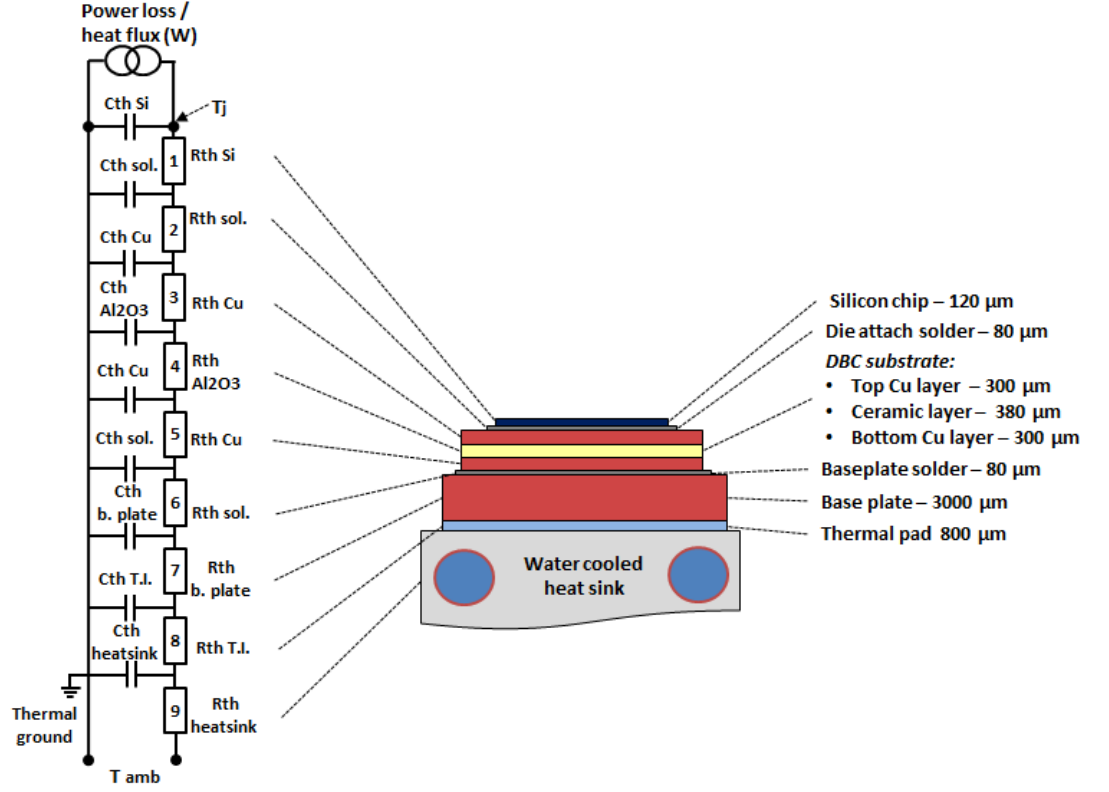 Power loss /
heat flux (W)
Cth Si
Tj
1
Rth Si
Cth sol.
2
Rth sol.
Cth Cu
3
Rth Cu
Cth
Al2O3
4
Rth
Al2O3
Cth Cu
5
Rth Cu
Cth sol.
6
Rth sol.
Cth
b. plate
7
Rth
b. plate
Cth T.I.
8
Rth T.I.
Cth
heatsink
9
Rth
heatsink
Thermal
ground
T amb
Silicon chip – 120 µm
Die attach solder – 80 µm
DBC substrate:
• Top Cu layer – 300 µm
• Ceramic layer – 380 µm
• Bottom Cu layer – 300 µm
Baseplate solder – 80 µm
Base plate – 3000 µm
Thermal pad 800 µm
Water cooled
heat sink